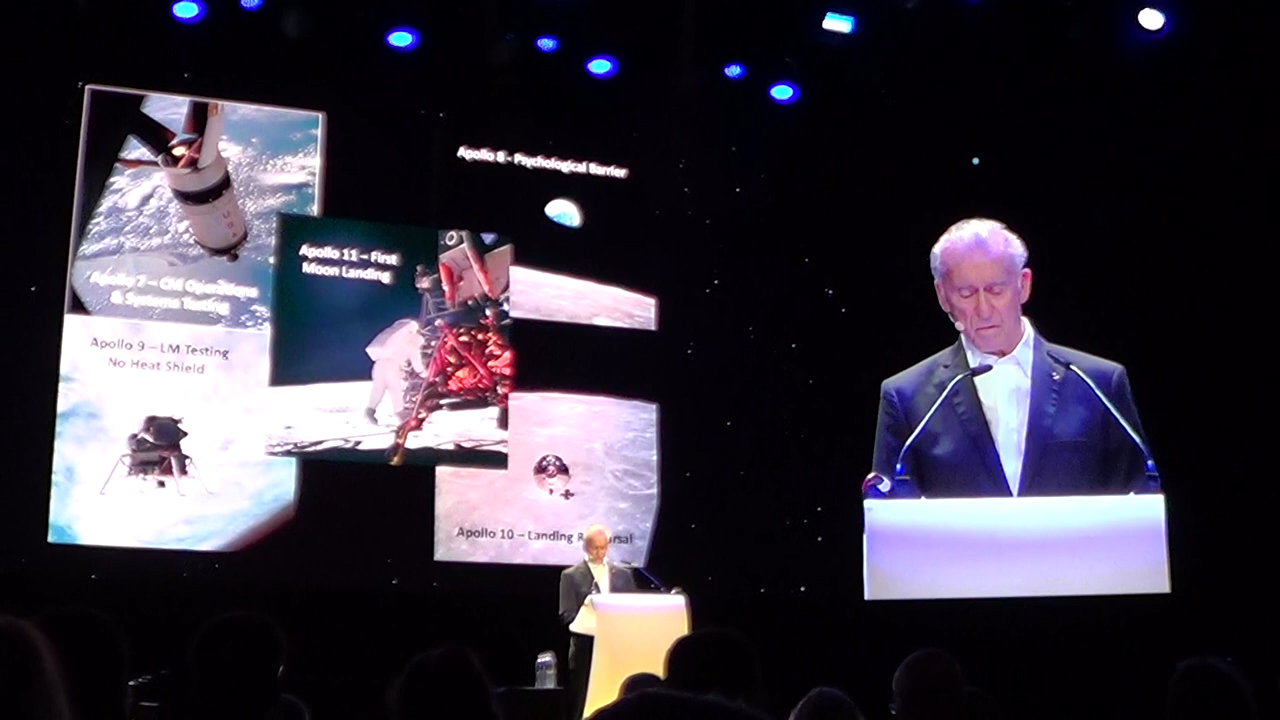 USA
Apollo 7 – CM Operations
& Systems Testing
Apollo 8 - Psychological Barrier
Apollo 11 – First
Moon Landing
Apollo 9 – LM Testing
No Heat Shield
Apollo 10 – Landing